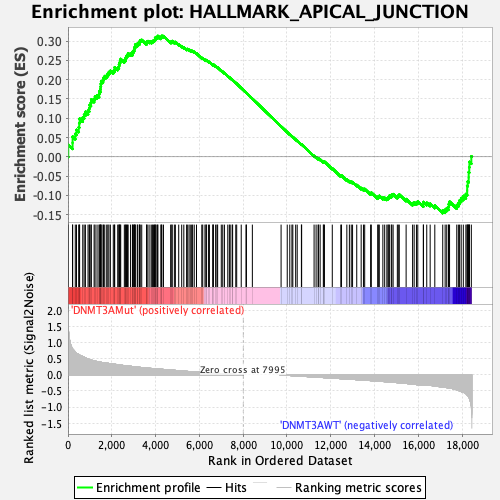 Enrichment plot: HALLMARK_APICAL_JUNCTION
Enrichment score (ES)
0.30
0.25
0.20
0.15
0.10
0.05
0.00
-0.05
-0.10
-0.15
'DNMT3AMut' (positively correlated)
Ranked list metric (Signal2Noise)
2.0
1.5
1.0
0.5
0.0
-0.5
-1.0
-1.5
Zero cross at 7995
'DNMT3AWT' (negatively correlated)
0 2,000 4,000 6,000 8,000 10,000 12,000 14,000 16,000 18,000
Rank in Ordered Dataset
Enrichment profile Hits Ranking metric scores